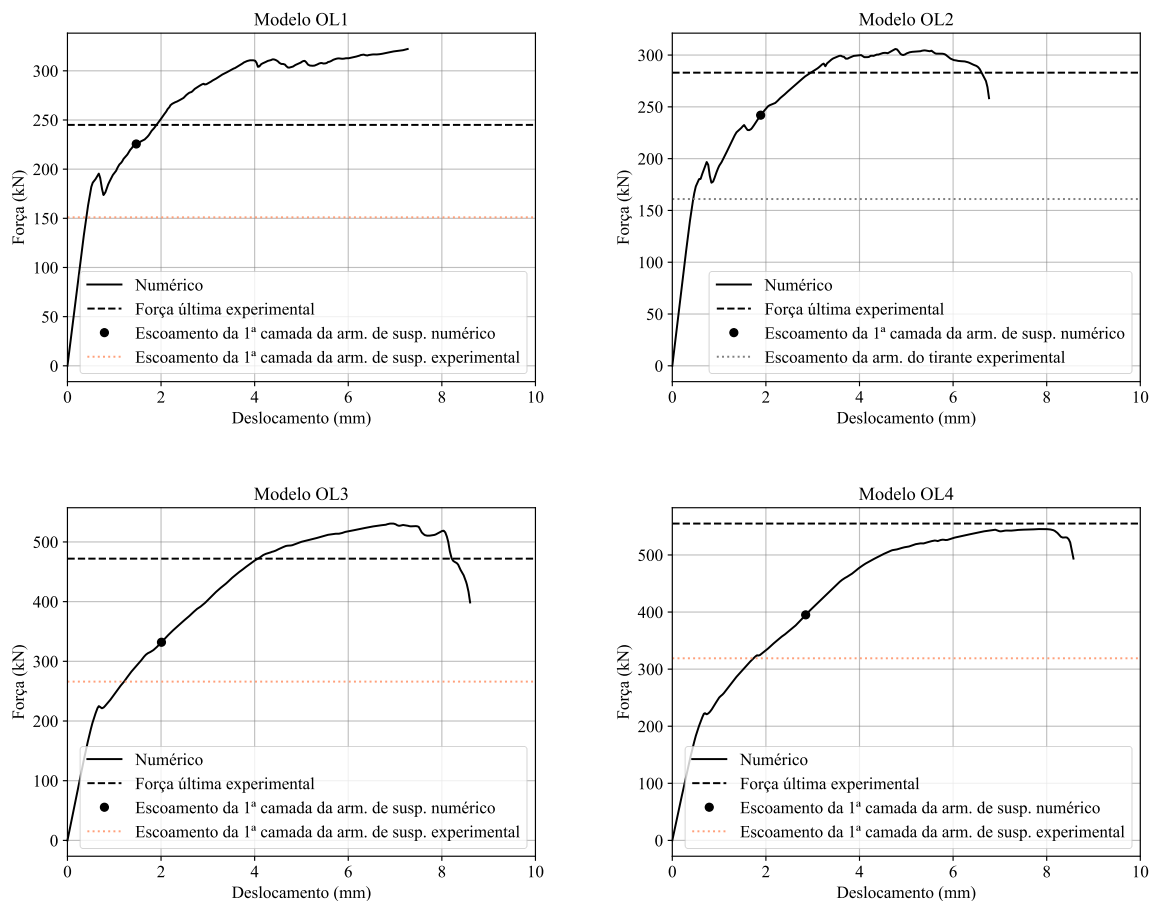 Modelo OL1
Força (kN)
300
250
200
150
100
50
0
Numérico
Força última experimental
Escoamento da 1ª camada da arm. de susp. numérico
Escoamento da 1ª camada da arm. de susp. experimental
0 2 4 6 8 10
Deslocamento (mm)
Modelo OL2
Força (kN)
300
250
200
150
100
50
0
Numérico
Força última experimental
Escoamento da 1ª camada da arm. de susp. numérico
Escoamento da arm. do tirante experimental
0 2 4 6 8 10
Deslocamento (mm)
Modelo OL3
Força (kN)
500
400
300
200
100
0
Numérico
Força última experimental
Escoamento da 1ª camada da arm. de susp. numérico
Escoamento da 1ª camada da arm. de susp. experimental
0 2 4 6 8 10
Deslocamento (mm)
Modelo OL4
Força (kN)
500
400
300
200
100
0
Numérico
Força última experimental
Escoamento da 1ª camada da arm. de susp. numérico
Escoamento da 1ª camada da arm. de susp. experimental
0 2 4 6 8 10
Deslocamento (mm)